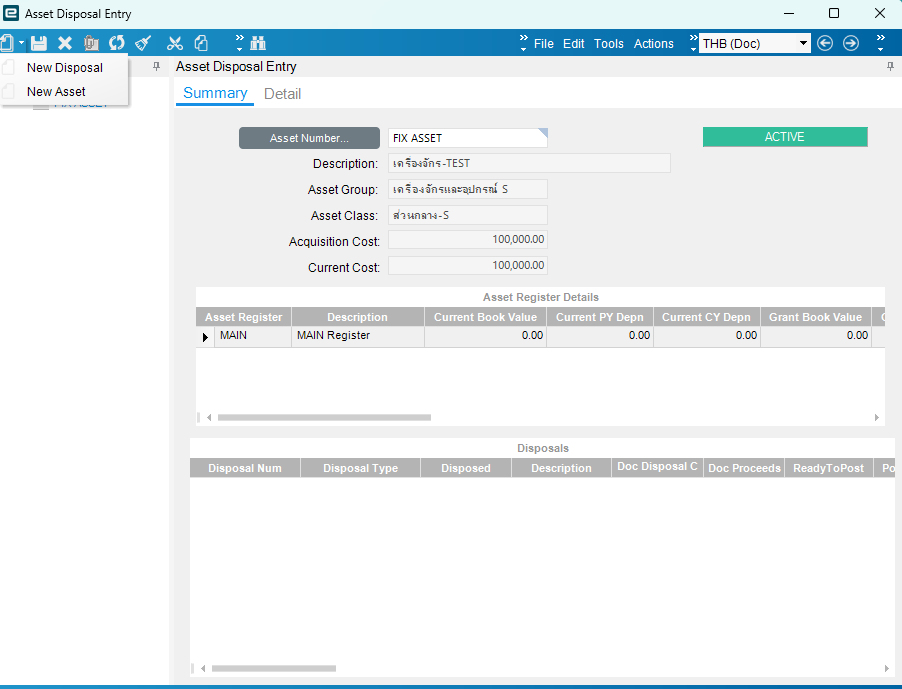 Asset Disposal Entry
File Edit Tools Actions THB (Doc)
New Disposal
New Asset
Asset Disposal Entry
Summary Detail
Asset Number... FIX ASSET ACTIVE
Description: เครื่องจักร-TEST
Asset Group: เครื่องจักรและอุปกรณ์ S
Asset Class: ส่วนกลาง-S
Acquisition Cost: 100,000.00
Current Cost: 100,000.00
Asset Register Details
Asset Register Description Current Book Value Current PY Depn Current CY Depn Grant Book Value
MAIN MAIN Register 0.00 0.00 0.00 0.00
Disposals
Disposal Num Disposal Type Disposed Description Doc Disposal C Doc Proceeds ReadyToPost Po